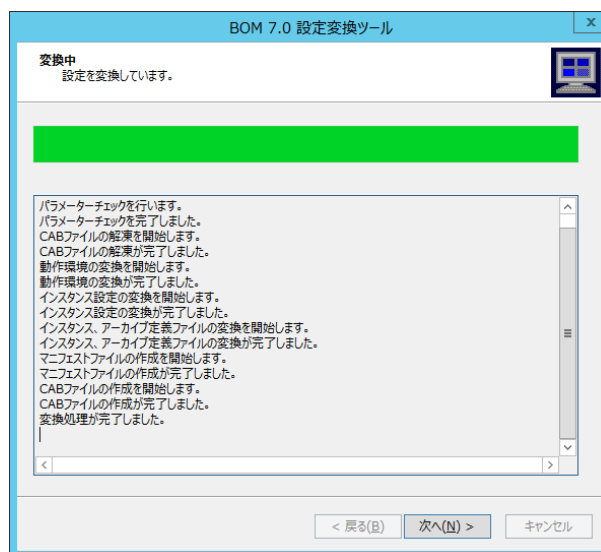 BOM 7.0 設定変換ツール
x
変換中
設定を変換しています。
パラメーターチェックを行います。
パラメーターチェックを完了しました。
CABファイルの解凍を開始します。
CABファイルの解凍が完了しました。
動作環境の変換を開始します。
動作環境の変換が完了しました。
インスタンス設定の変換を開始します。
インスタンス設定の変換が完了しました。
インスタンス、アーカイブ定義ファイルの変換を開始します。
インスタンス、アーカイブ定義ファイルの変換が完了しました。
マニフェストファイルの作成を開始します。
マニフェストファイルの作成が完了しました。
CABファイルの作成を開始します。
CABファイルの作成が完了しました。
変換処理が完了しました。
< 戻る(B) 次へ(N) > キャンセル